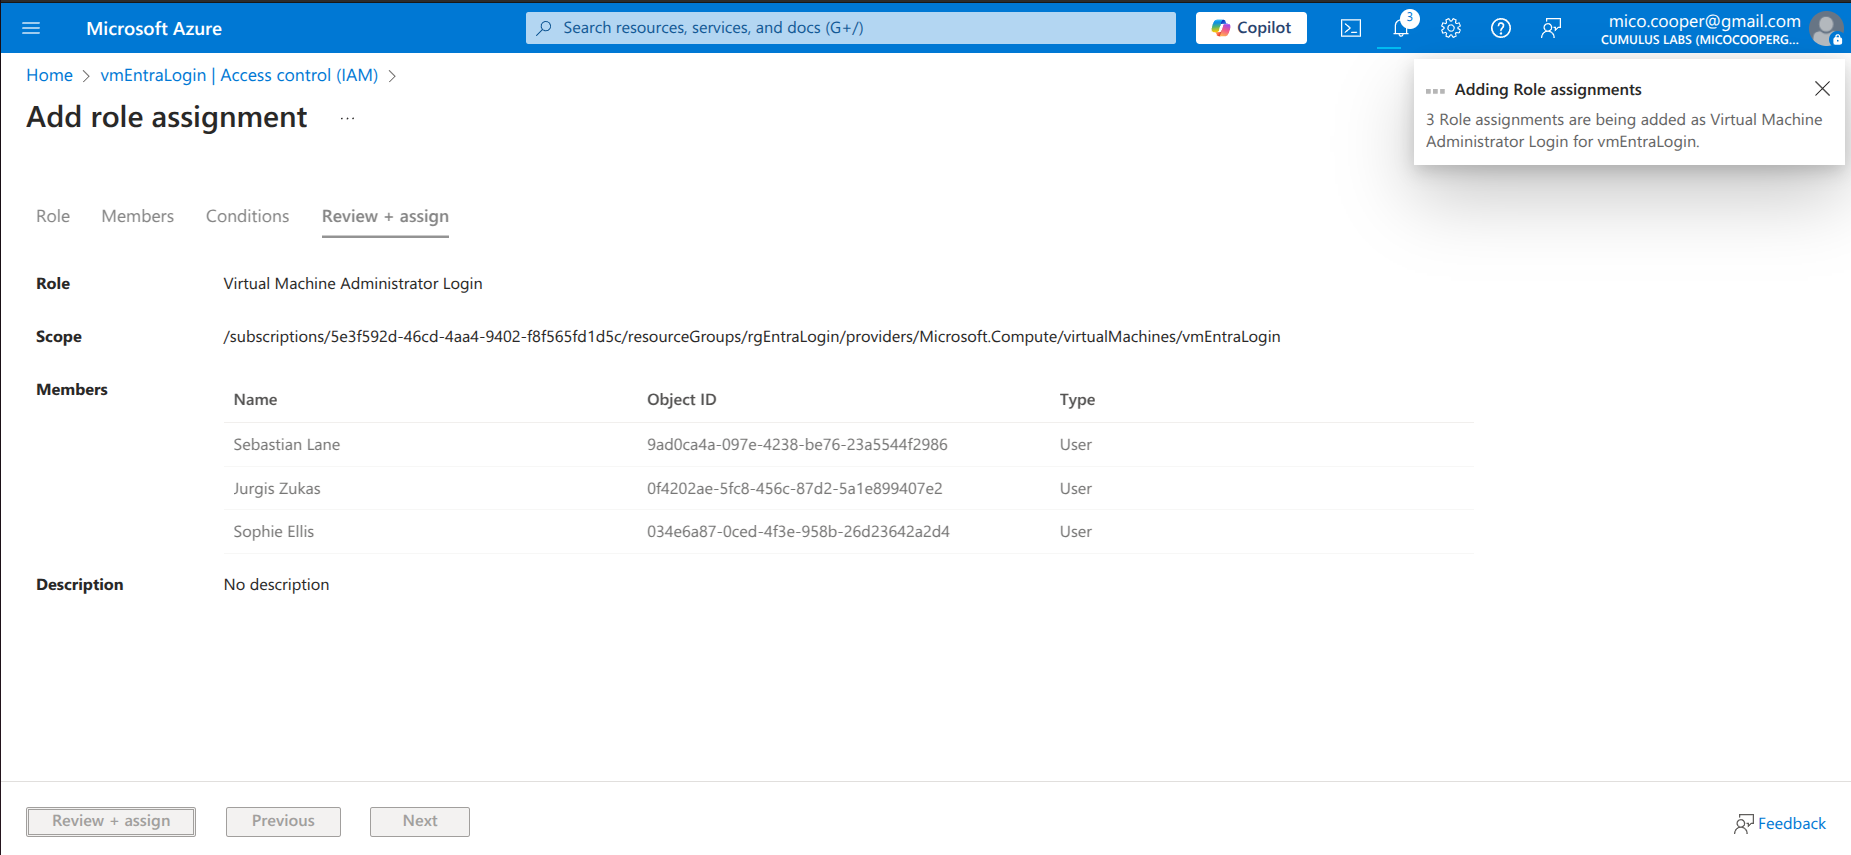 Microsoft Azure
Search resources, services, and docs (G+/)
Copilot
3
mico.cooper@gmail.com
CUMULUS LABS (MICOCOOPERG...
Home > vmEntraLogin | Access control (IAM) >
Add role assignment ...
Adding Role assignments
3 Role assignments are being added as Virtual Machine
Administrator Login for vmEntraLogin.
Role Members Conditions Review + assign
Role Virtual Machine Administrator Login
Scope /subscriptions/5e3f592d-46cd-4aa4-9402-f8f565fd1d5c/resourceGroups/rgEntraLogin/providers/Microsoft.Compute/virtualMachines/vmEntraLogin
Members
Name Object ID Type
Sebastian Lane 9ad0ca4a-097e-4238-be76-23a5544f2986 User
Jurgis Zukas 0f4202ae-5fc8-456c-87d2-5a1e899407e2 User
Sophie Ellis 034e6a87-0ced-4f3e-958b-26d23642a2d4 User
Description No description
Review + assign Previous Next
Feedback